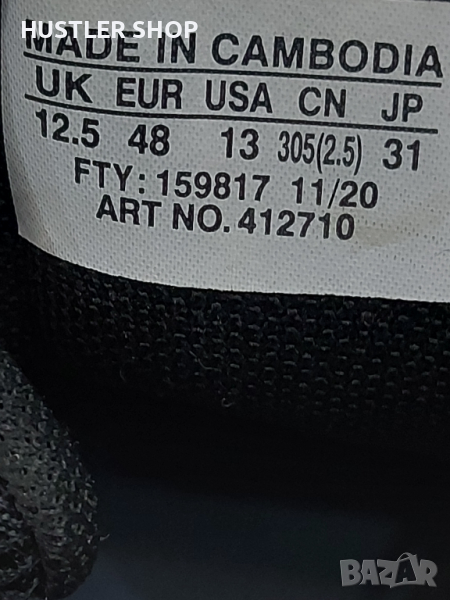 HUSTLER SHOP
MADE IN CAMBODIA
UK EUR USA CN JP
12.5 48 13 305(2.5) 31
FTY: 159817 11/20
ART NO. 412710
BAZAR